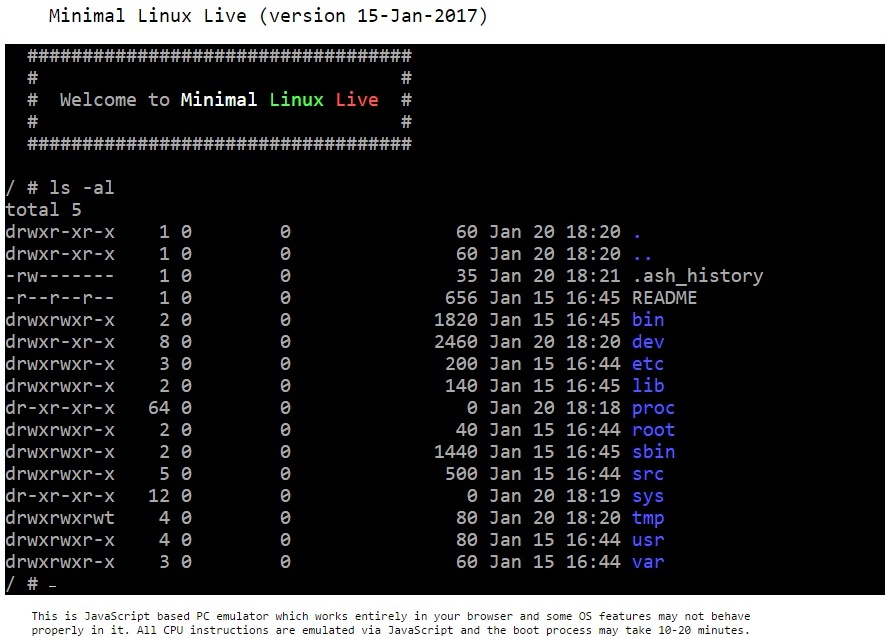 Minimal Linux Live (version 15-Jan-2017)
###################################
#                                 #
#  Welcome to Minimal Linux Live  #
#                                 #
###################################
/ # ls -al
total 5
drwxr-xr-x    1 0        0               60 Jan 20 18:20 .
drwxr-xr-x    1 0        0               60 Jan 20 18:20 ..
-rw-------    1 0        0               35 Jan 20 18:21 .ash_history
-r--r--r--    1 0        0              656 Jan 15 16:45 README
drwxrwxr-x    2 0        0             1820 Jan 15 16:45 bin
drwxr-xr-x    8 0        0             2460 Jan 20 18:20 dev
drwxrwxr-x    3 0        0              200 Jan 15 16:44 etc
drwxrwxr-x    2 0        0              140 Jan 15 16:45 lib
dr-xr-xr-x   64 0        0                0 Jan 20 18:18 proc
drwxrwxr-x    2 0        0               40 Jan 15 16:44 root
drwxrwxr-x    2 0        0             1440 Jan 15 16:45 sbin
drwxrwxr-x    5 0        0              500 Jan 15 16:44 src
dr-xr-xr-x   12 0        0                0 Jan 20 18:19 sys
drwxrwxrwt    4 0        0               80 Jan 20 18:20 tmp
drwxrwxr-x    4 0        0               80 Jan 15 16:44 usr
drwxrwxr-x    3 0        0               60 Jan 15 16:44 var
/ # _
This is JavaScript based PC emulator which works entirely in your browser and some OS features may not behave
properly in it. All CPU instructions are emulated via JavaScript and the boot process may take 10-20 minutes.